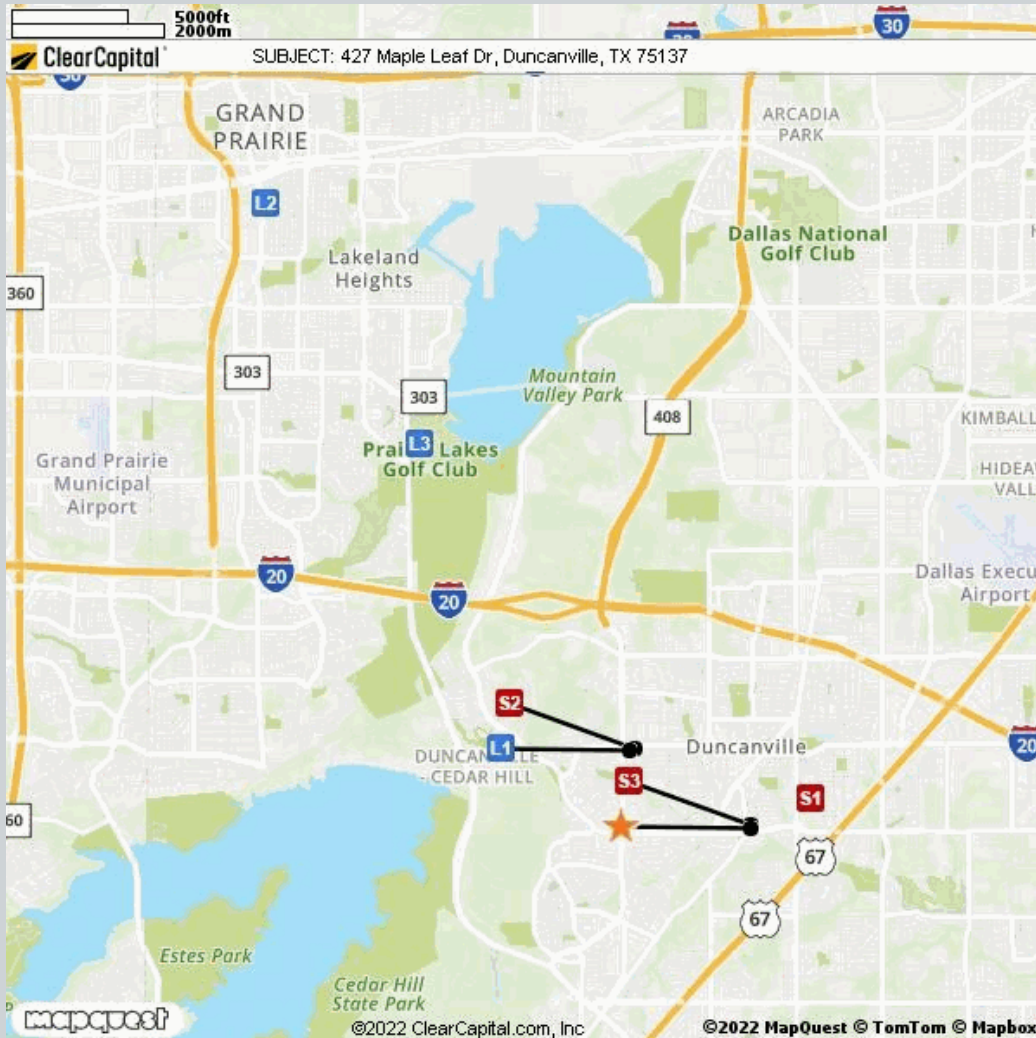 5000ft
2000m
ClearCapital
SUBJECT: 427 Maple Leaf Dr, Duncanville, TX 75137
30
30
GRAND
PRAIRIE
ARCADIA
PARK
L2
Dallas National
Golf Club
Lakeland
Heights
360
303
303
Mountain
Valley Park
408
KIMBALL
L3
Lakes
Golf Club
Grand Prairie
Municipal
Airport
HIDEA
VALL
20
20
Dallas Execu
Airport
S2
L1
Duncanville
20
- CEDAR HILL
S3
S1
60
67
67
Estes Park
Cedar Hill
State Park
mapquest
©2022 ClearCapital.com, Inc
©2022 MapQuest © TomTom © Mapbox